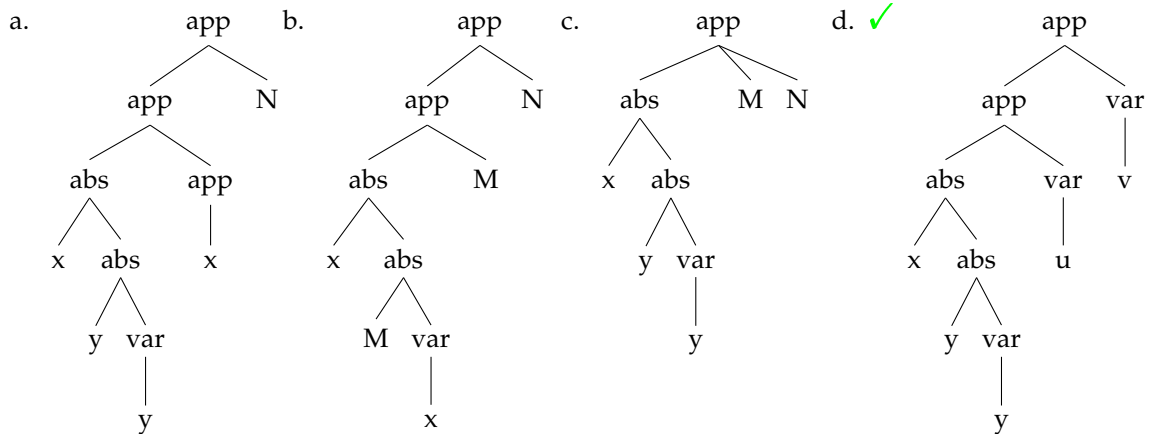 a. app b. app c. app d. ✓ app
app N app N abs M N app var
abs app abs M x abs abs var v
x abs x x abs y var x abs u
y var M var y y var
y x y